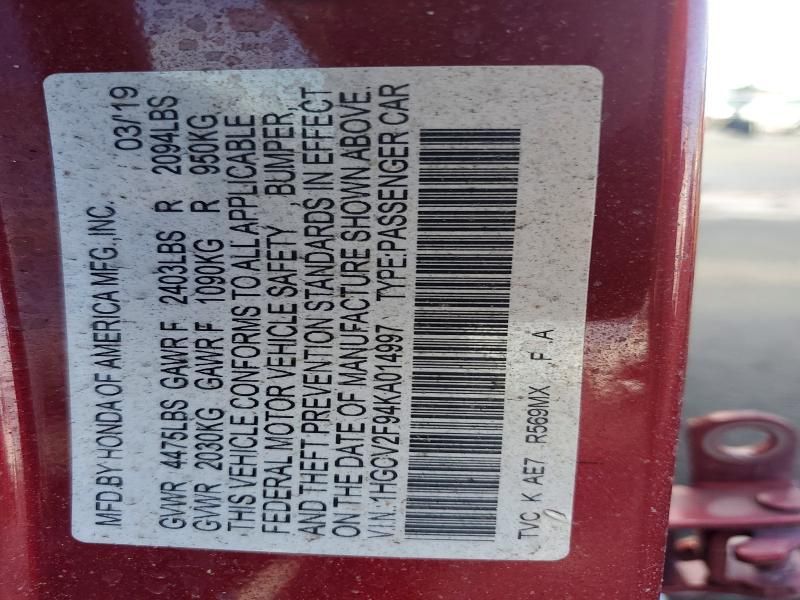 MFD.BY HONDA OF AMERICA MFG.,INC. 03/'19
GVWR 4475LBS GAWR F 2403LBS R 2094LBS
GVWR 2030KG GAWR F 1090KG R 950KG
THIS VEHICLE CONFORMS TO ALL APPLICABLE
FEDERAL MOTOR VEHICLE SAFETY ,BUMPER,
AND THEFT PREVENTION STANDARDS IN EFFECT
ON THE DATE OF MANUFACTURE SHOWN ABOVE.
V.I.N.:1HGCV2F94KA014997 TYPE:PASSENGER CAR
TVC K AE7 R569MX F A